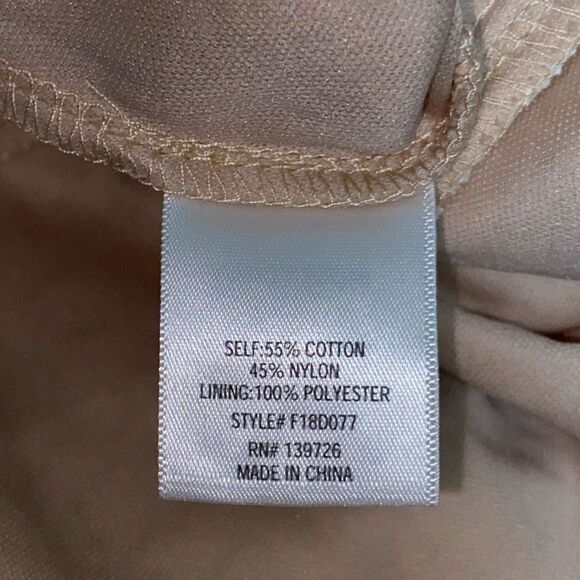 SELF:55% COTTON
45% NYLON
LINING:100% POLYESTER
STYLE# F18D077
RN# 139726
MADE IN CHINA